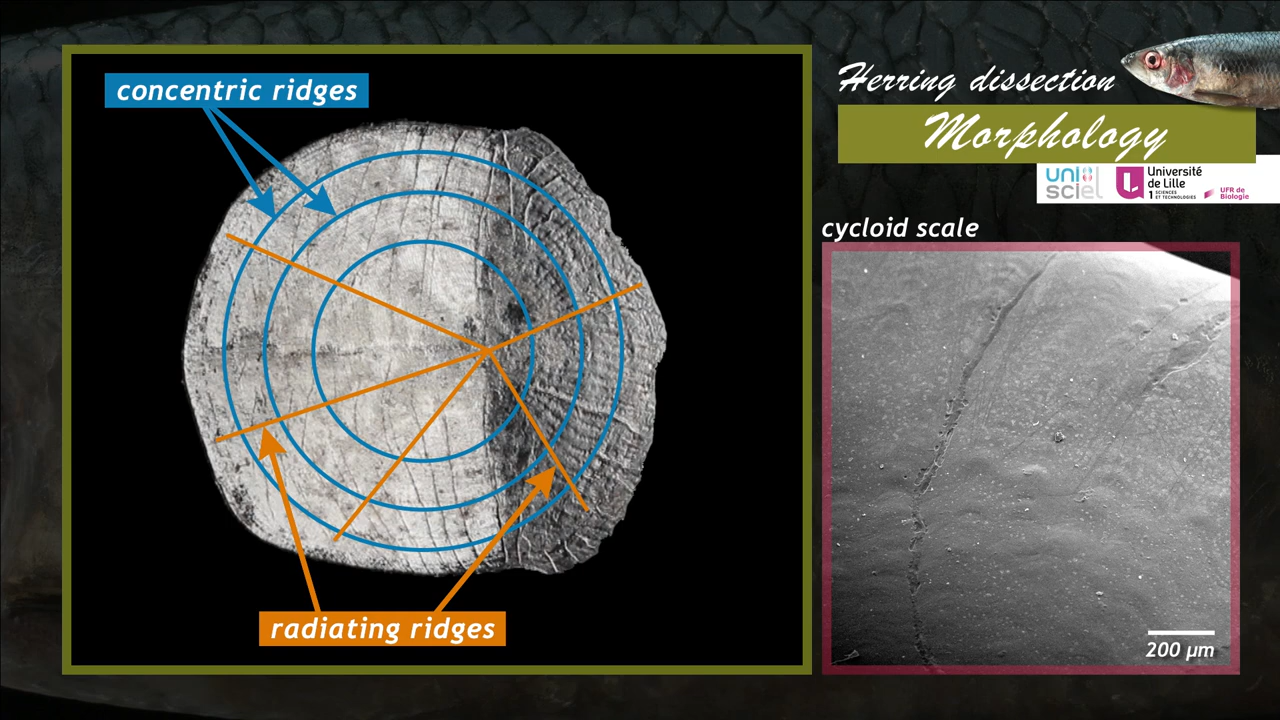 concentric ridges
radiating ridges
Herring dissection
Morphology
uni
sciel
Université
de Lille
1 SCIENCES
ET TECHNOLOGIES
UFR de
Biologie
cycloid scale
200 µm